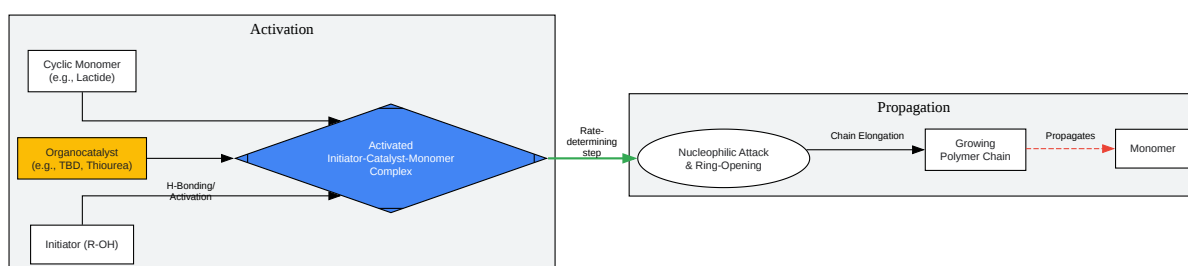 Activation
Cyclic Monomer
(e.g., Lactide)
Organocatalyst
(e.g., TBD, Thiourea)
H-Bonding/
Activation
Initiator (R-OH)
Activated
Initiator-Catalyst-Monomer
Complex
Rate-
determining
step
Propagation
Nucleophilic Attack
& Ring-Opening
Chain Elongation
Growing
Polymer Chain
Propagates
Monomer